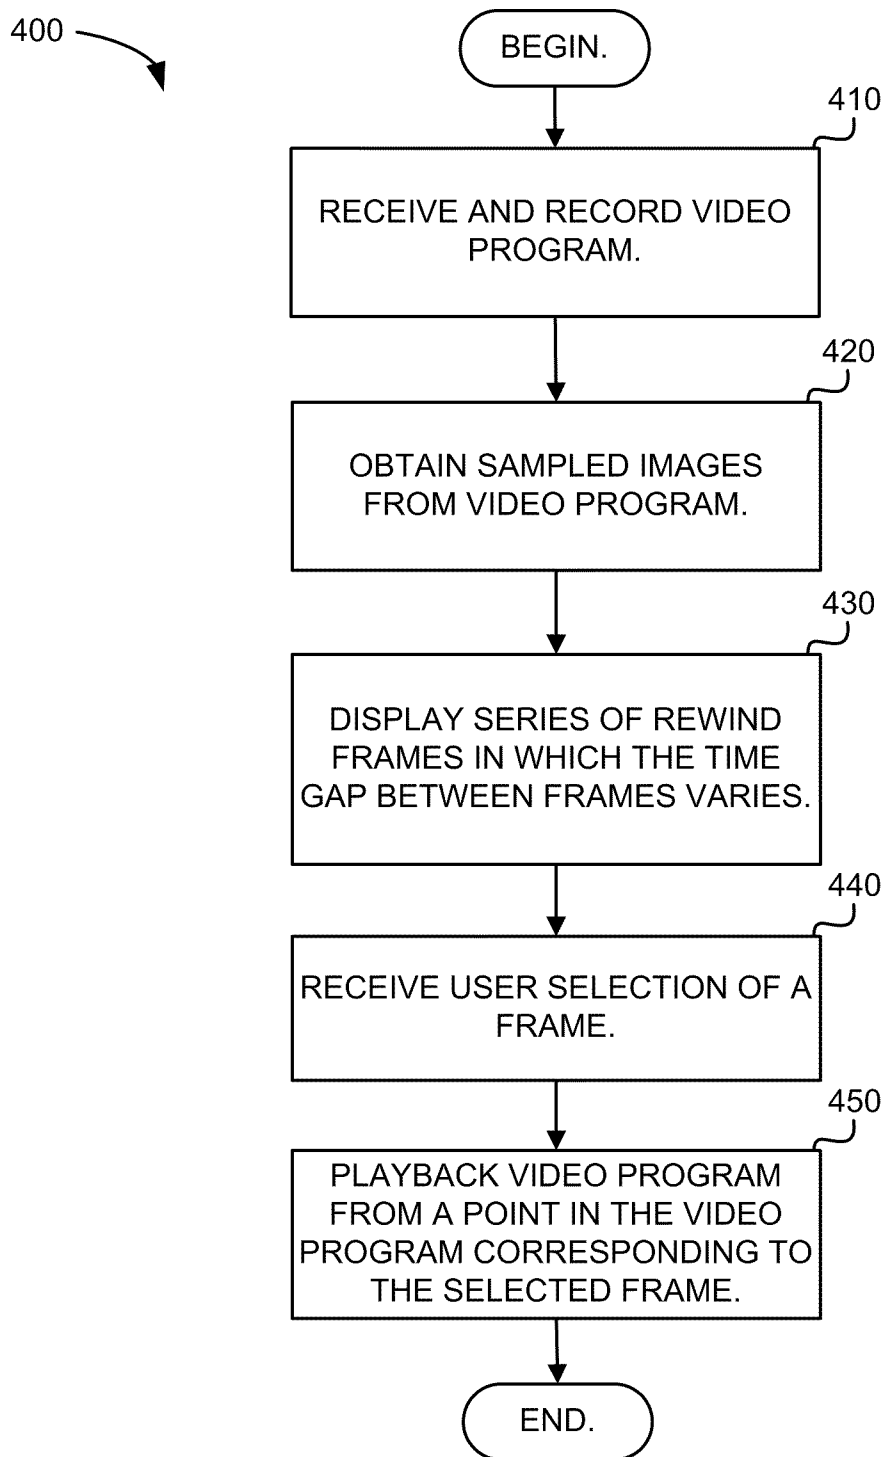 400
BEGIN.
410
RECEIVE AND RECORD VIDEO
PROGRAM.
420
OBTAIN SAMPLED IMAGES
FROM VIDEO PROGRAM.
430
DISPLAY SERIES OF REWIND
FRAMES IN WHICH THE TIME
GAP BETWEEN FRAMES VARIES.
440
RECEIVE USER SELECTION OF A
FRAME.
450
PLAYBACK VIDEO PROGRAM
FROM A POINT IN THE VIDEO
PROGRAM CORRESPONDING TO
THE SELECTED FRAME.
END.